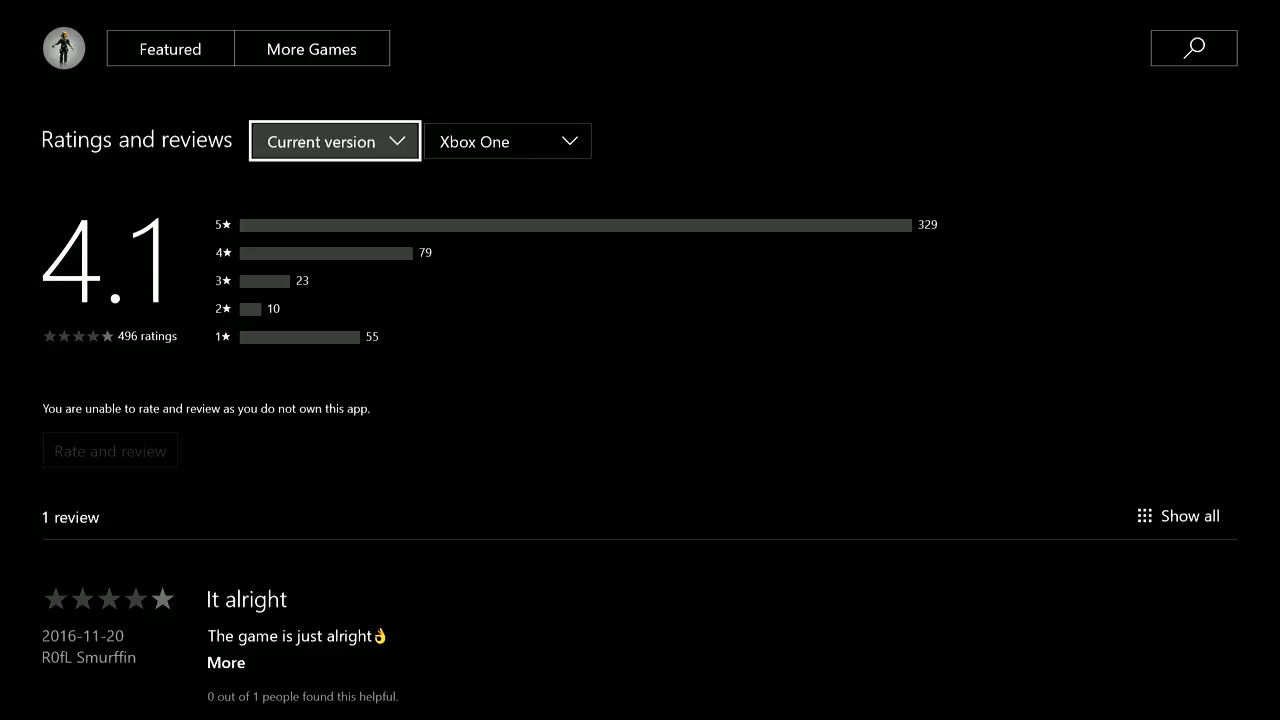 Featured More Games
Ratings and reviews Current version Xbox One
4.1
5★ 329
4★ 79
3★ 23
2★ 10
1★ 55
★★★★★ 496 ratings
You are unable to rate and review as you do not own this app.
Rate and review
1 review Show all
★★★★★ It alright
2016-11-20 The game is just alright👌
R0fL Smurffin More
0 out of 1 people found this helpful.